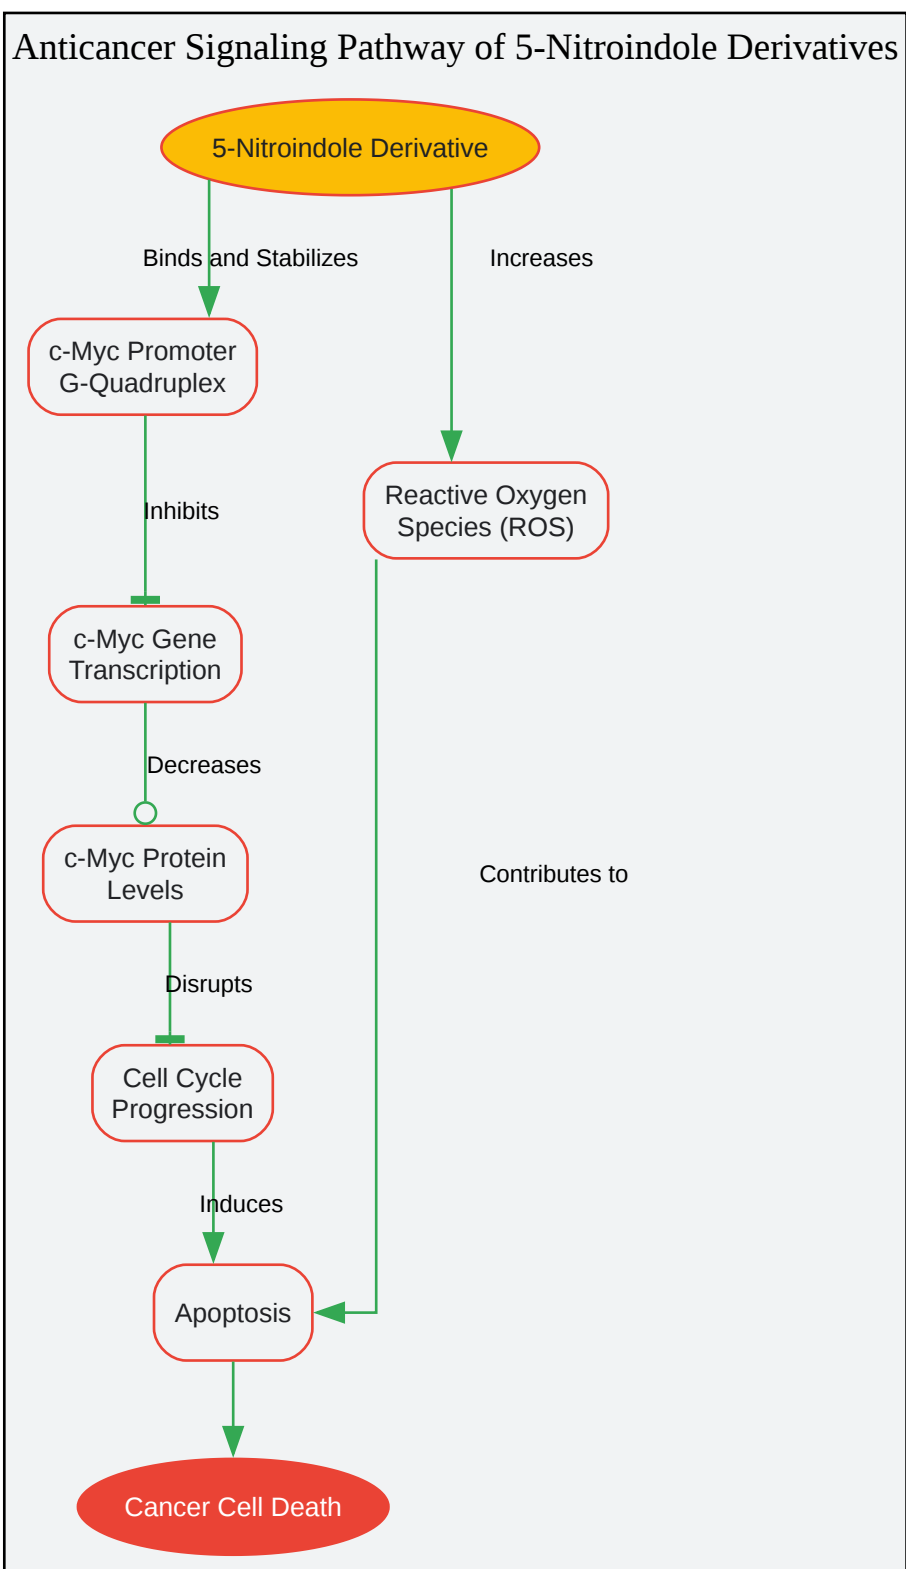 Anticancer Signaling Pathway of 5-Nitroindole Derivatives
5-Nitroindole Derivative
Binds and Stabilizes
Increases
c-Myc Promoter
G-Quadruplex
Inhibits
Reactive Oxygen
Species (ROS)
c-Myc Gene
Transcription
Decreases
c-Myc Protein
Levels
Contributes to
Disrupts
Cell Cycle
Progression
Induces
Apoptosis
Cancer Cell Death